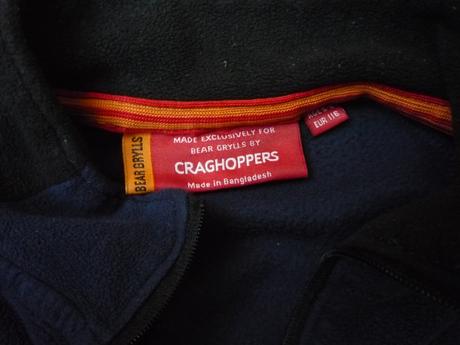 BEAR GRYLLS
MADE EXCLUSIVELY FOR
BEAR GRYLLS BY
CRAGHOPPERS
Made in Bangladesh
EUR 116